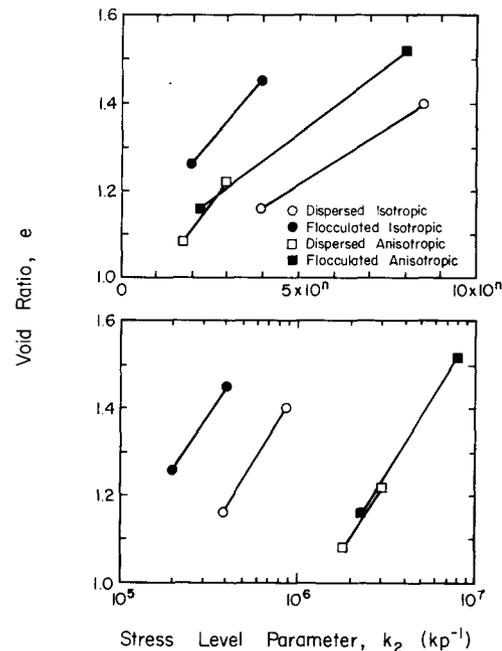 1.6
1.4
1.2
1.0
Void Ratio, e
○ Dispersed Isotropic
● Flocculated Isotropic
□ Dispersed Anisotropic
■ Flocculated Anisotropic
0 5x10ⁿ 10x10ⁿ
1.6
1.4
1.2
1.0
10⁵ 10⁶ 10⁷
Stress Level Parameter, k₂ (kp⁻¹)